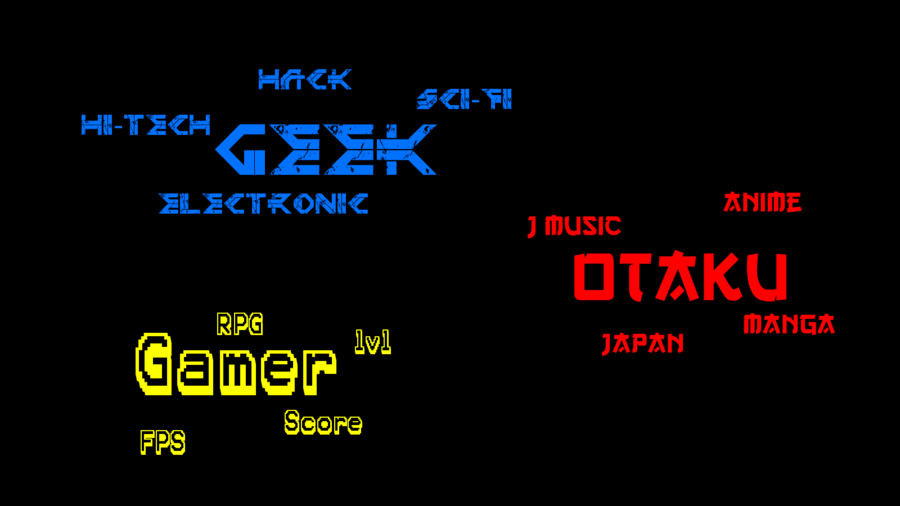 HACK
SCI-FI
HI-TECH
GEEK
ELECTRONIC
ANIME
J MUSIC
OTAKU
MANGA
JAPAN
RPG
lvl
Gamer
Score
FPS